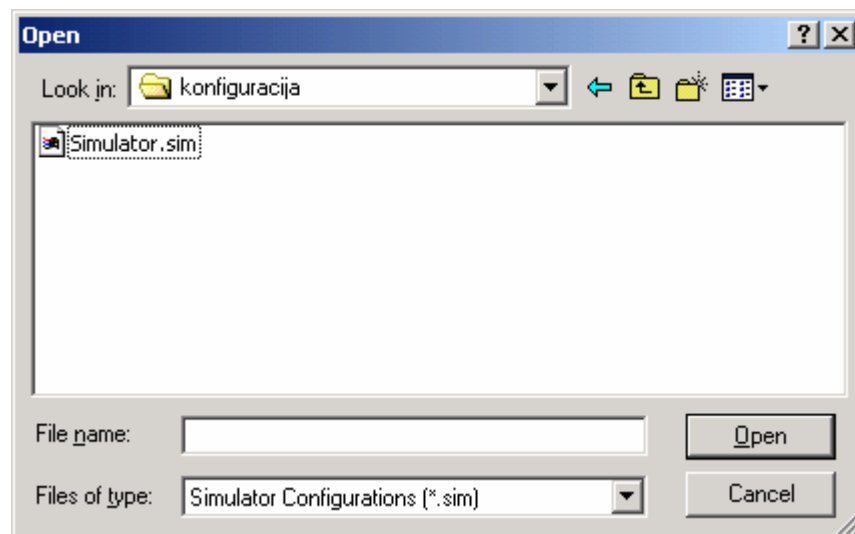 Open
Look in: konfiguracija
Simulator.sim
File name:
Open
Files of type: Simulator Configurations (*.sim)
Cancel